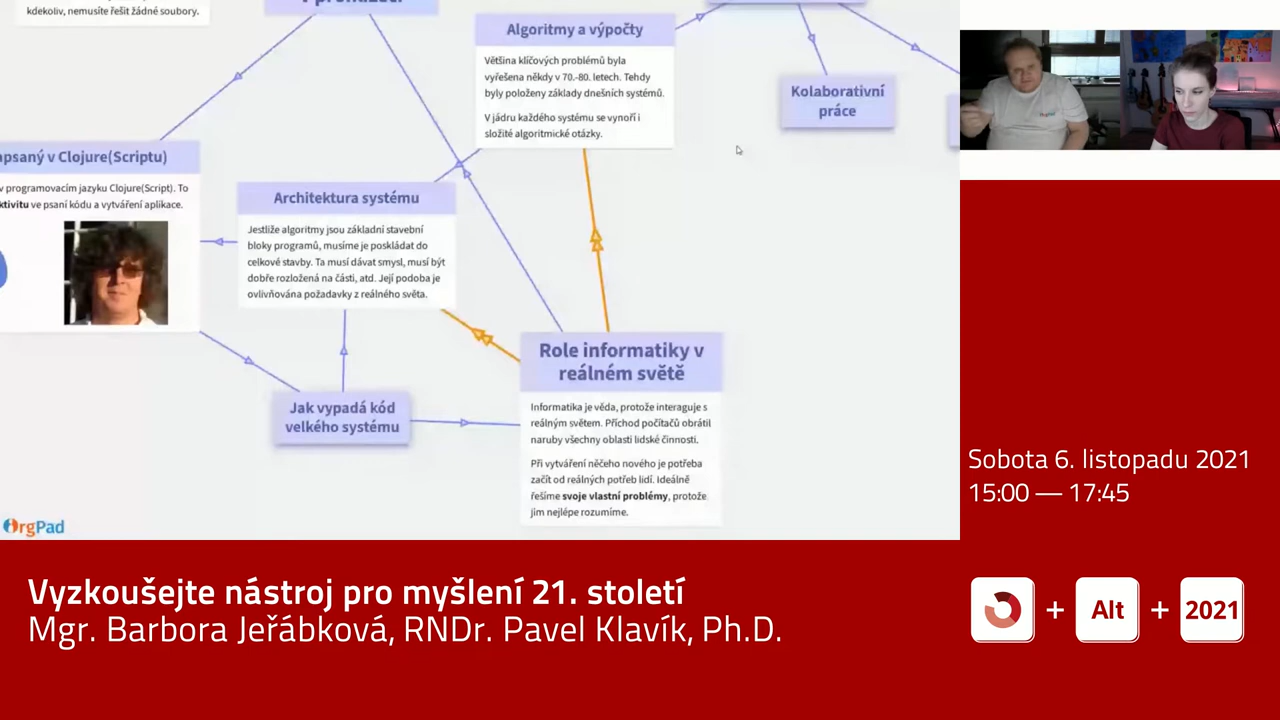 kdekoliv, nemusíte řešit žádné soubory.
Algoritmy a výpočty
Většina klíčových problémů byla
vyřešena někdy v 70.-80. letech. Tehdy
byly položeny základy dnešních systémů.
V jádru každého systému se vynoří i
složité algoritmické otázky.
Kolaborativní
práce
apsaný v Clojure(Scriptu)
v programovacím jazyku Clojure(Script). To
ktivitu ve psaní kódu a vytváření aplikace.
Architektura systému
Jestliže algoritmy jsou základní stavební
bloky programů, musíme je poskládat do
celkové stavby. Ta musí dávat smysl, musí být
dobře rozložená na části, atd. Její podoba je
ovlivňována požadavky z reálného světa.
Role informatiky v
reálném světě
Informatika je věda, protože interaguje s
reálným světem. Příchod počítačů obrátil
naruby všechny oblasti lidské činnosti.
Při vytváření něčeho nového je potřeba
začít od reálných potřeb lidí. Ideálně
řešíme svoje vlastní problémy, protože
jim nejlépe rozumíme.
Jak vypadá kód
velkého systému
OrgPad
Sobota 6. listopadu 2021
15:00 — 17:45
Vyzkoušejte nástroj pro myšlení 21. století
Mgr. Barbora Jeřábková, RNDr. Pavel Klavík, Ph.D.
+ Alt + 2021